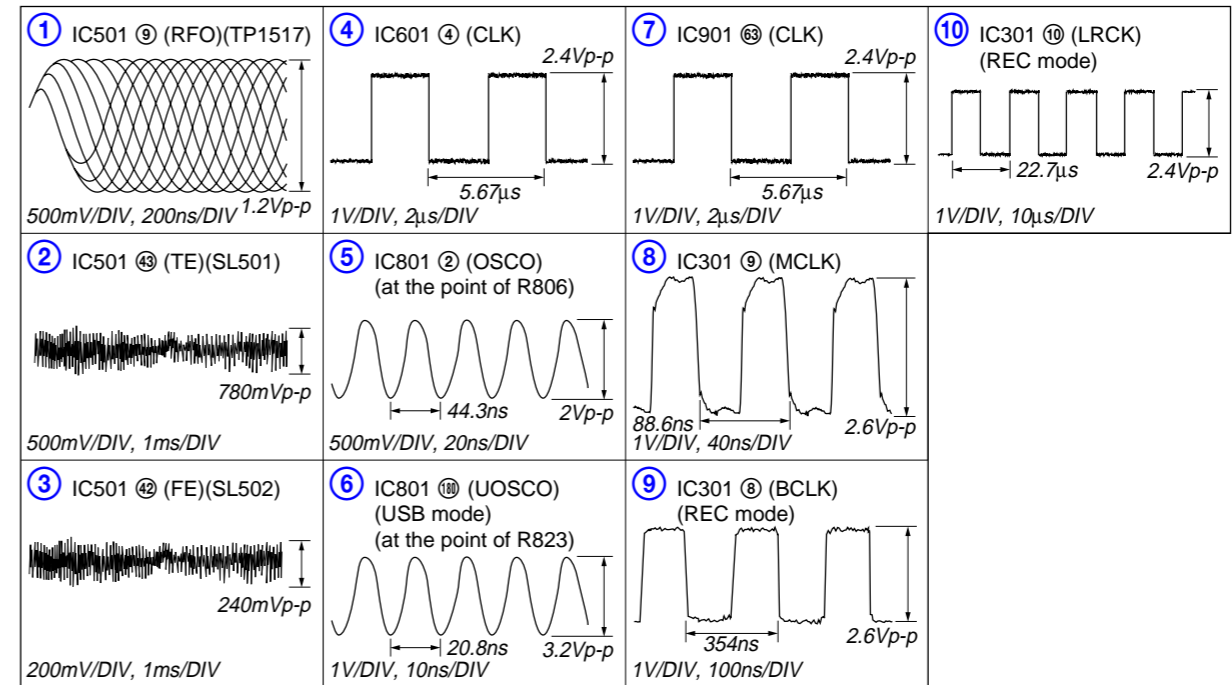 ① IC501 ⑨ (RFO)(TP1517)
1.2Vp-p
500mV/DIV, 200ns/DIV
② IC501 ㊸ (TE)(SL501)
780mVp-p
500mV/DIV, 1ms/DIV
③ IC501 ㊷ (FE)(SL502)
240mVp-p
200mV/DIV, 1ms/DIV
④ IC601 ④ (CLK)
2.4Vp-p
5.67µs
1V/DIV, 2µs/DIV
⑤ IC801 ② (OSCO)
(at the point of R806)
44.3ns
2Vp-p
500mV/DIV, 20ns/DIV
⑥ IC801 (180) (UOSCO)
(USB mode)
(at the point of R823)
20.8ns
3.2Vp-p
1V/DIV, 10ns/DIV
⑦ IC901 (63) (CLK)
2.4Vp-p
5.67µs
1V/DIV, 2µs/DIV
⑧ IC301 ⑨ (MCLK)
88.6ns
2.6Vp-p
1V/DIV, 40ns/DIV
⑨ IC301 ⑧ (BCLK)
(REC mode)
354ns
2.6Vp-p
1V/DIV, 100ns/DIV
⑩ IC301 ⑩ (LRCK)
(REC mode)
22.7µs
2.4Vp-p
1V/DIV, 10µs/DIV